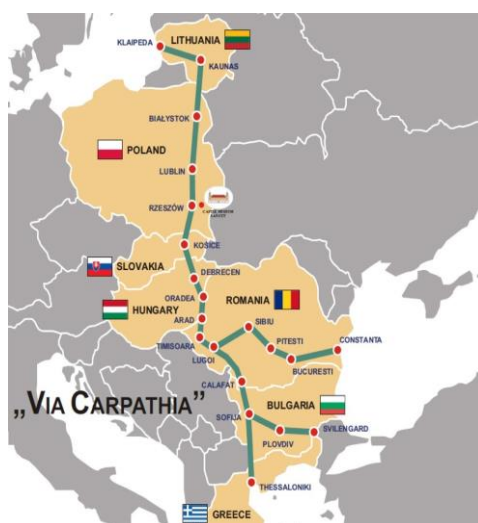 LITHUANIA
KLAIPEDA
KAUNAS
BIAŁYSTOK
POLAND
LUBLIN
RZESZÓW
KOŠICE
SLOVAKIA
DEBRECEN
HUNGARY
ORADEA
ROMANIA
ARAD
SIBIU
TIMISOARA
LUGOJ
PITESTI
CONSTANTA
BUCURESTI
CALAFAT
„VIA CARPATHIA”
BULGARIA
SOFIJA
SVILENGARD
PLOVDIV
THESSALONIKI
GREECE